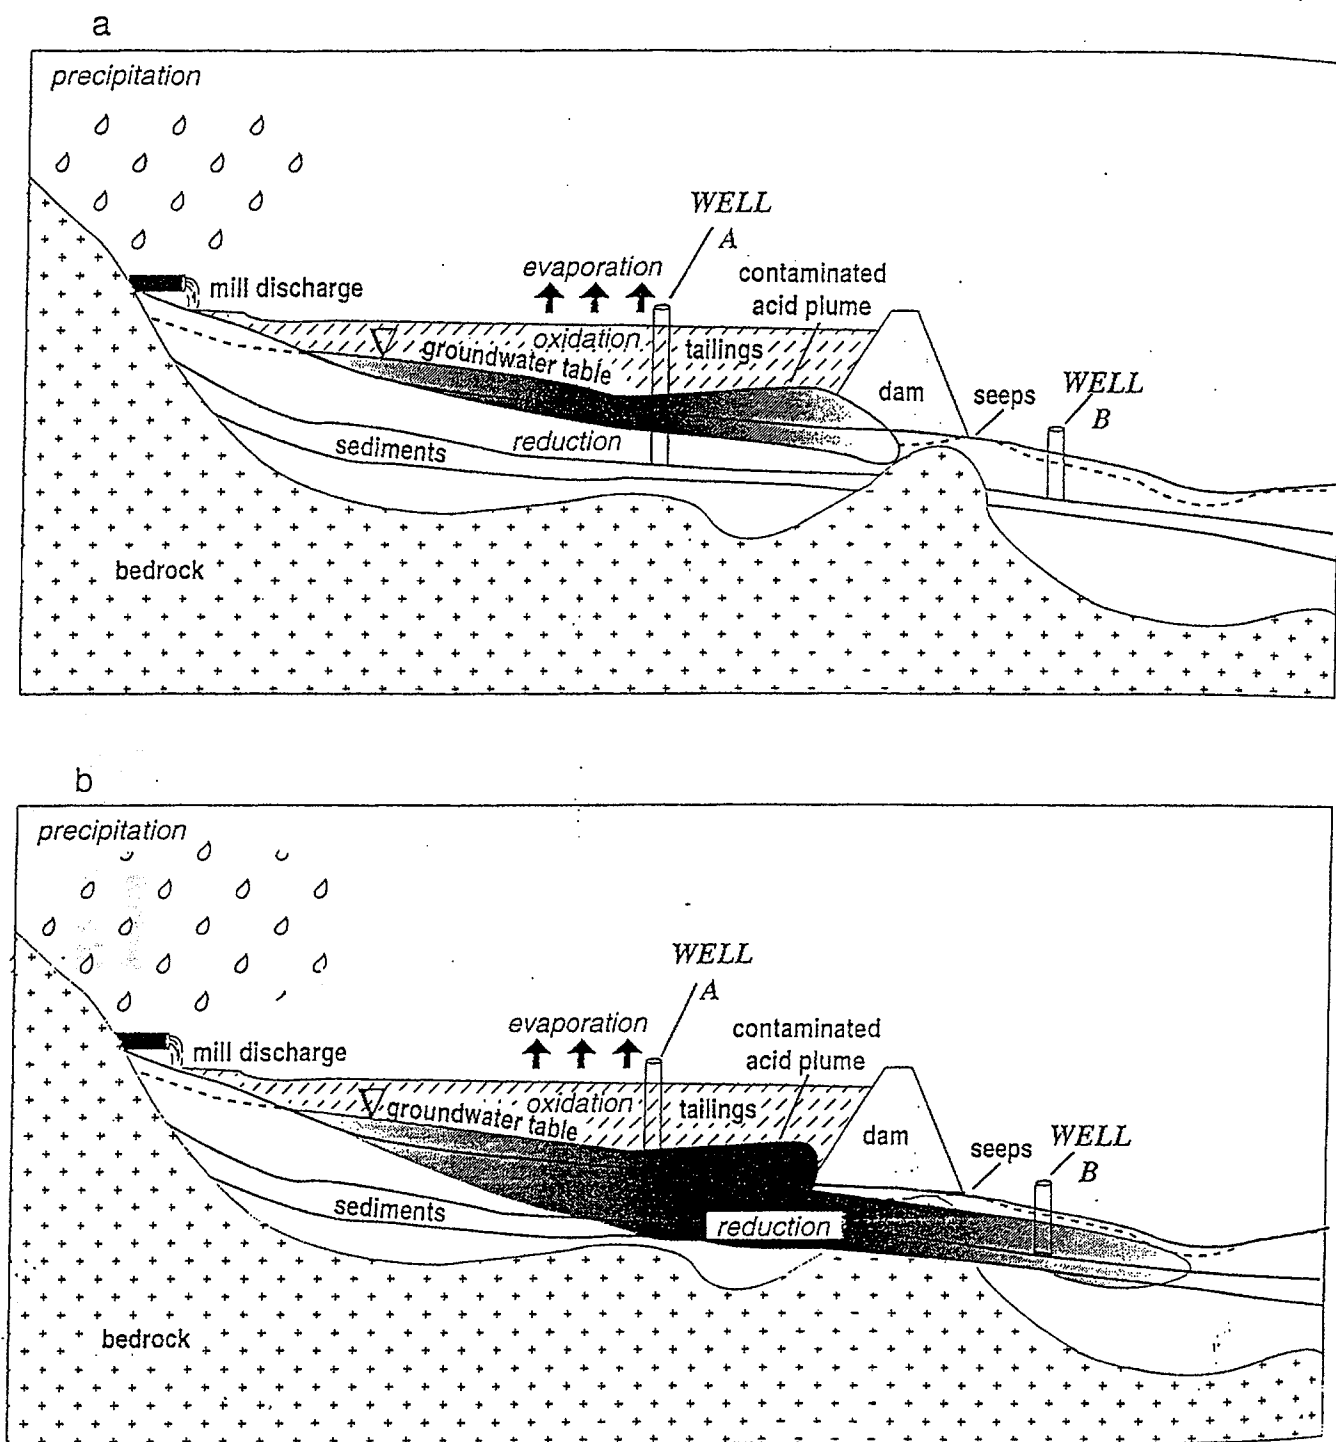 a
precipitation
WELL
A
evaporation
contaminated
acid plume
mill discharge
oxidation
tailings
groundwater table
dam
seeps
WELL
B
sediments
reduction
bedrock
b
precipitation
WELL
A
evaporation
contaminated
acid plume
mill discharge
oxidation
tailings
groundwater table
dam
seeps
WELL
B
sediments
reduction
bedrock